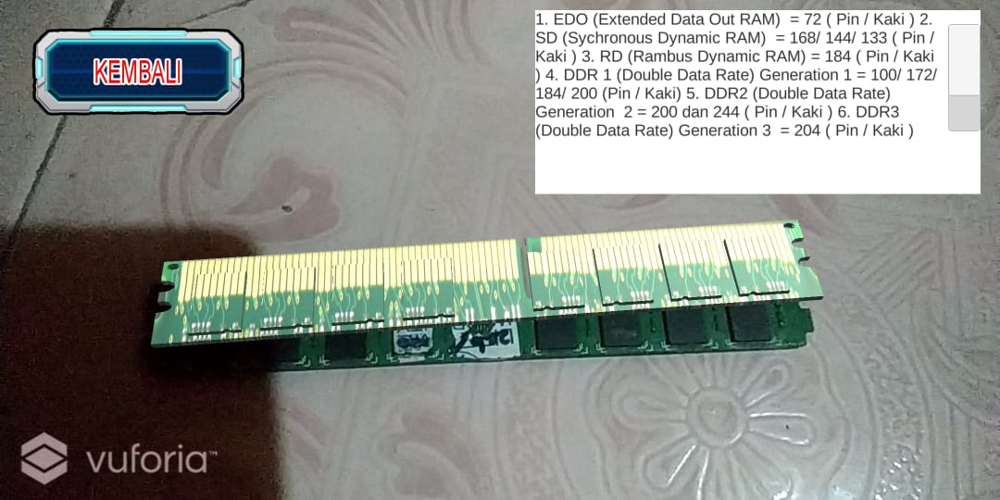 KEMBALI
1. EDO (Extended Data Out RAM)  = 72 ( Pin / Kaki ) 2.
SD (Sychronous Dynamic RAM)  = 168/ 144/ 133 ( Pin /
Kaki ) 3. RD (Rambus Dynamic RAM) = 184 ( Pin / Kaki
) 4. DDR 1 (Double Data Rate) Generation 1 = 100/ 172/
184/ 200 (Pin / Kaki) 5. DDR2 (Double Data Rate)
Generation  2 = 200 dan 244 ( Pin / Kaki ) 6. DDR3
(Double Data Rate) Generation 3  = 204 ( Pin / Kaki )
vuforia™